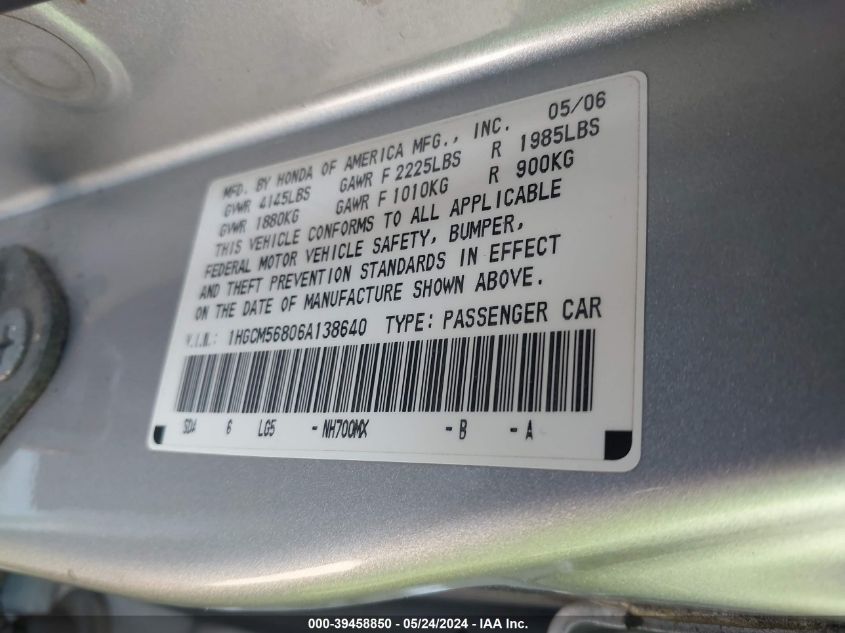 MFD. BY HONDA OF AMERICA MFG., INC. 05/06
GVWR 4145LBS GAWR F 2225LBS R 1985LBS
GVWR 1880KG GAWR F 1010KG R 900KG
THIS VEHICLE CONFORMS TO ALL APPLICABLE
FEDERAL MOTOR VEHICLE SAFETY, BUMPER,
AND THEFT PREVENTION STANDARDS IN EFFECT
ON THE DATE OF MANUFACTURE SHOWN ABOVE.
V.I.N.: 1HGCM56806A138640 TYPE: PASSENGER CAR
SDA 6 LG5 - NH700MX - B - A
000-39458850 / 05/24/2024 / © IAA Inc.